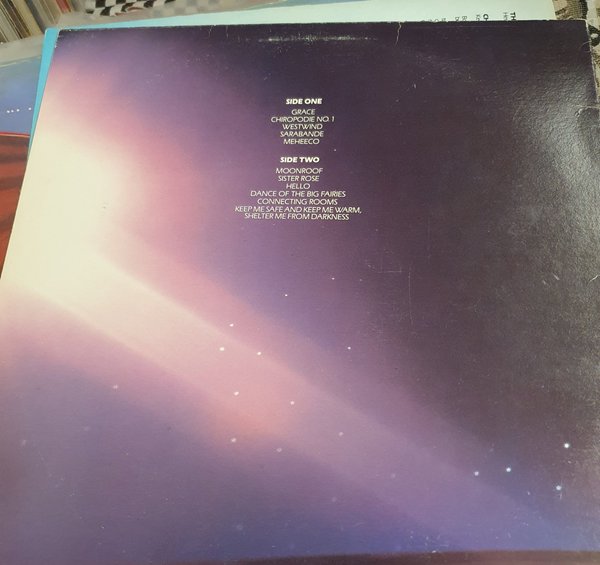 SIDE ONE
GRACE
CHIROPODIE NO. 1
WESTWIND
SARABANDE
MEHEECO
SIDE TWO
MOONROOF
SISTER ROSE
HELLO
DANCE OF THE BIG FAIRIES
CONNECTING ROOMS
KEEP ME SAFE AND KEEP ME WARM,
SHELTER ME FROM DARKNESS